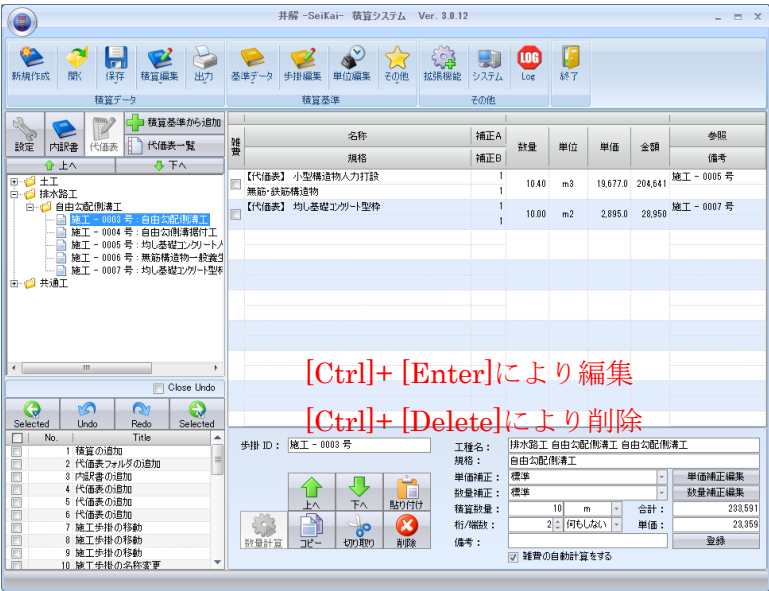 井解 -SeiKai- 積算システム Ver. 3.0.12
新規作成 開く 保存 積算編集 出力 基準データ 歩掛編集 単位編集 その他 拡張機能 システム Log 終了
積算データ 積算基準 その他
設定 内訳書 代価表 積算基準から追加
代価表一覧
上へ 下へ
土工
排水路工
自由勾配側溝工
施工 - 0003 号 : 自由勾配側溝工
施工 - 0004 号 : 自由勾側溝据付工
施工 - 0005 号 : 均し基礎コンクリート人
施工 - 0006 号 : 無筋構造物一般養生
施工 - 0007 号 : 均し基礎コンクリート型枠
共通工
雑費 名称 補正A 数量 単位 単価 金額 参照
規格 補正B 備考
【代価表】 小型構造物人力打設 1 10.40 m3 19,677.0 204,641 施工 - 0005 号
無筋・鉄筋構造物 1
【代価表】 均し基礎コンクリート型枠 1 10.00 m2 2,895.0 28,950 施工 - 0007 号
1
[Ctrl]+ [Enter]により編集
[Ctrl]+ [Delete]により削除
Close Undo
Selected Undo Redo Selected
No. Title
1 積算の追加
2 代価表フォルダの追加
3 内訳書の追加
4 代価表の追加
5 代価表の追加
6 代価表の追加
7 施工歩掛の移動
8 施工歩掛の移動
9 施工歩掛の移動
10 施工歩掛の名称変更
歩掛 ID : 施工 - 0003 号
上へ 下へ 貼り付け
数量計算 コピー 切り取り 削除
工種名 : 排水路工 自由勾配側溝工 自由勾配側溝工
規格 : 自由勾配側溝工
単価補正 : 標準 単価補正編集
数量補正 : 標準 数量補正編集
積算数量 : 10 m 合計 : 233,591
桁/端数 : 2 何もしない 単価 : 23,359
備考 : 登録
雑費の自動計算をする